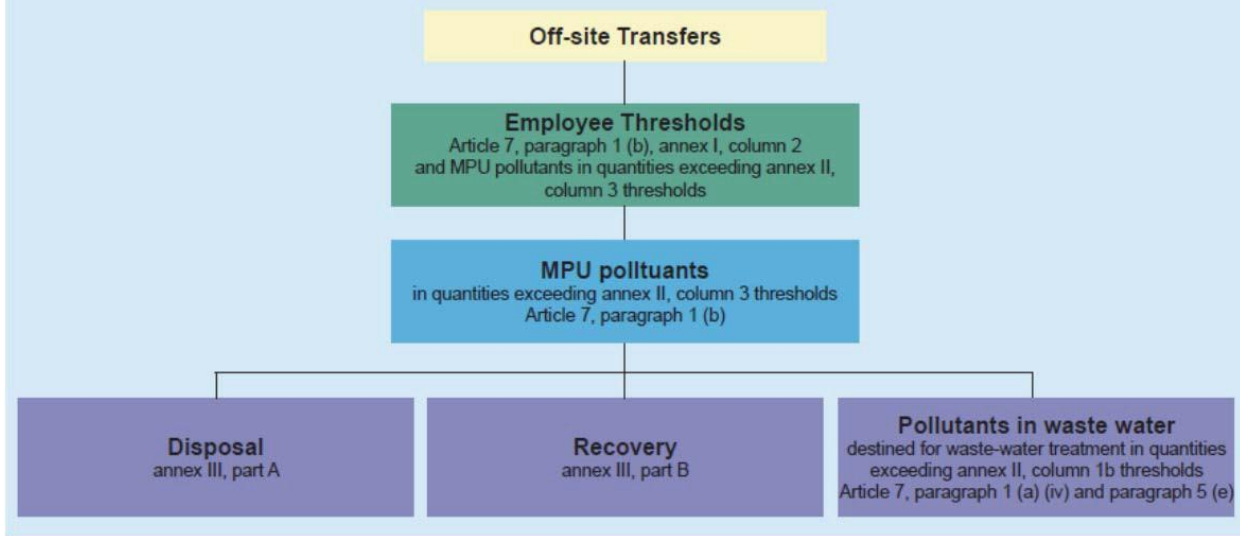 Off-site Transfers
Employee Thresholds
Article 7, paragraph 1 (b), annex I, column 2
and MPU pollutants in quantities exceeding annex II,
column 3 thresholds
MPU polltuants
in quantities exceeding annex II, column 3 thresholds
Article 7, paragraph 1 (b)
Disposal
annex III, part A
Recovery
annex III, part B
Pollutants in waste water
destined for waste-water treatment in quantities
exceeding annex II, column 1b thresholds
Article 7, paragraph 1 (a) (iv) and paragraph 5 (e)